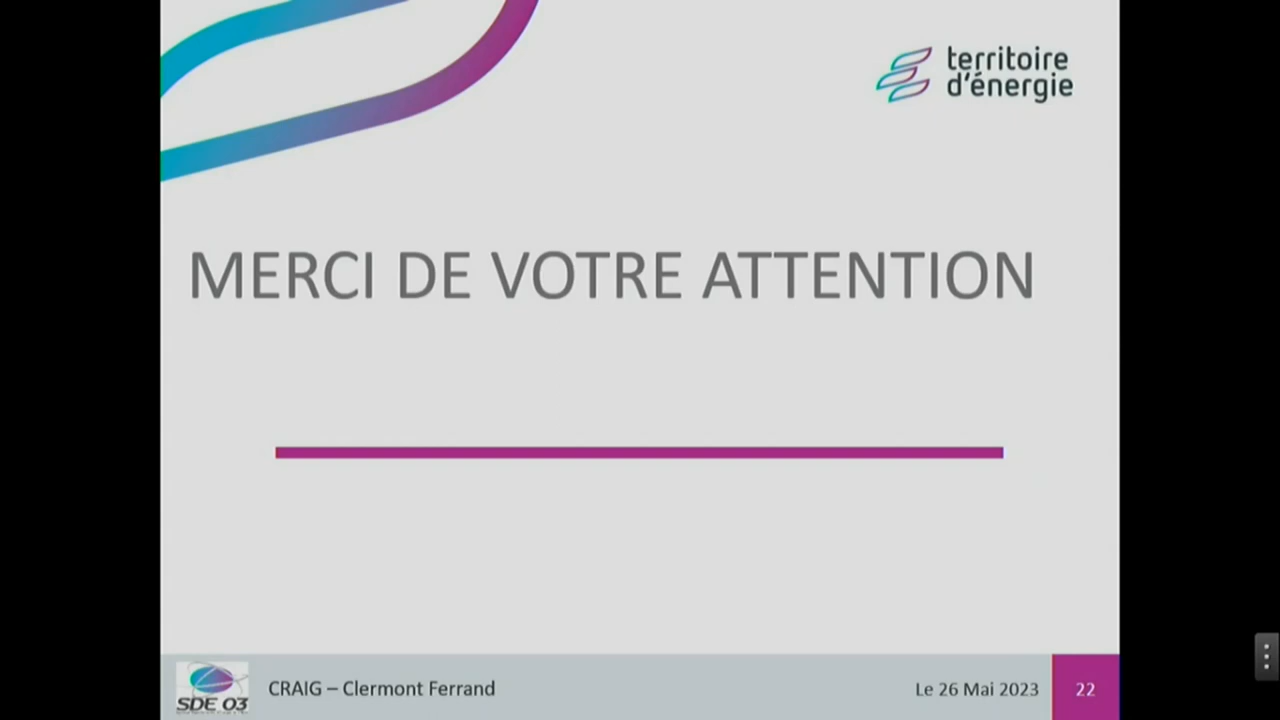 territoire
d'énergie
MERCI DE VOTRE ATTENTION
SDE 03
CRAIG – Clermont Ferrand
Le 26 Mai 2023
22